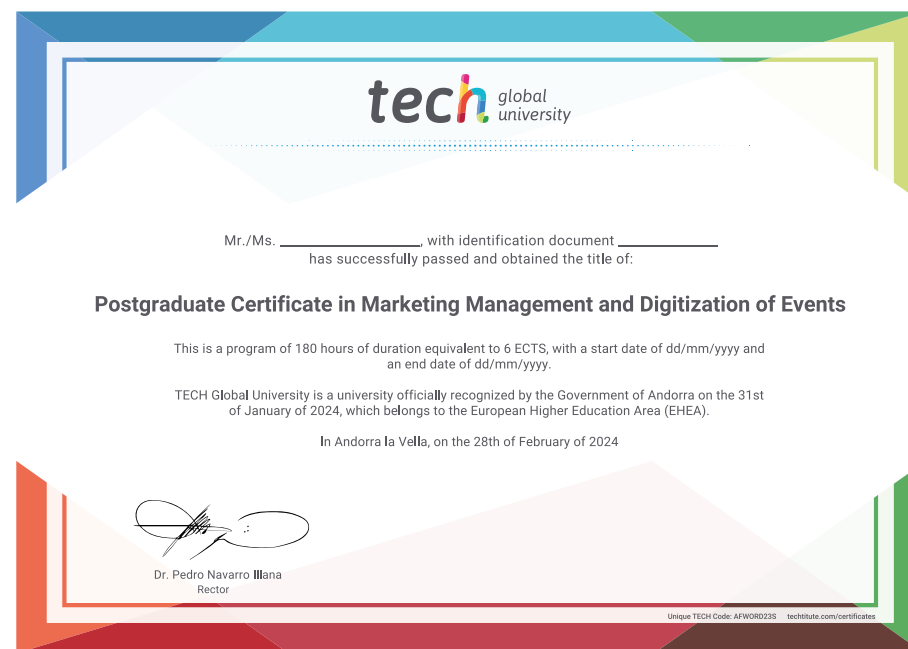 tech global
university
Mr./Ms. ____________, with identification document ____________
has successfully passed and obtained the title of:
Postgraduate Certificate in Marketing Management and Digitization of Events
This is a program of 180 hours of duration equivalent to 6 ECTS, with a start date of dd/mm/yyyy and
an end date of dd/mm/yyyy.
TECH Global University is a university officially recognized by the Government of Andorra on the 31st
of January of 2024, which belongs to the European Higher Education Area (EHEA).
In Andorra la Vella, on the 28th of February of 2024
Dr. Pedro Navarro Illana
Rector
Unique TECH Code: AFWORD23S techtitute.com/certificates